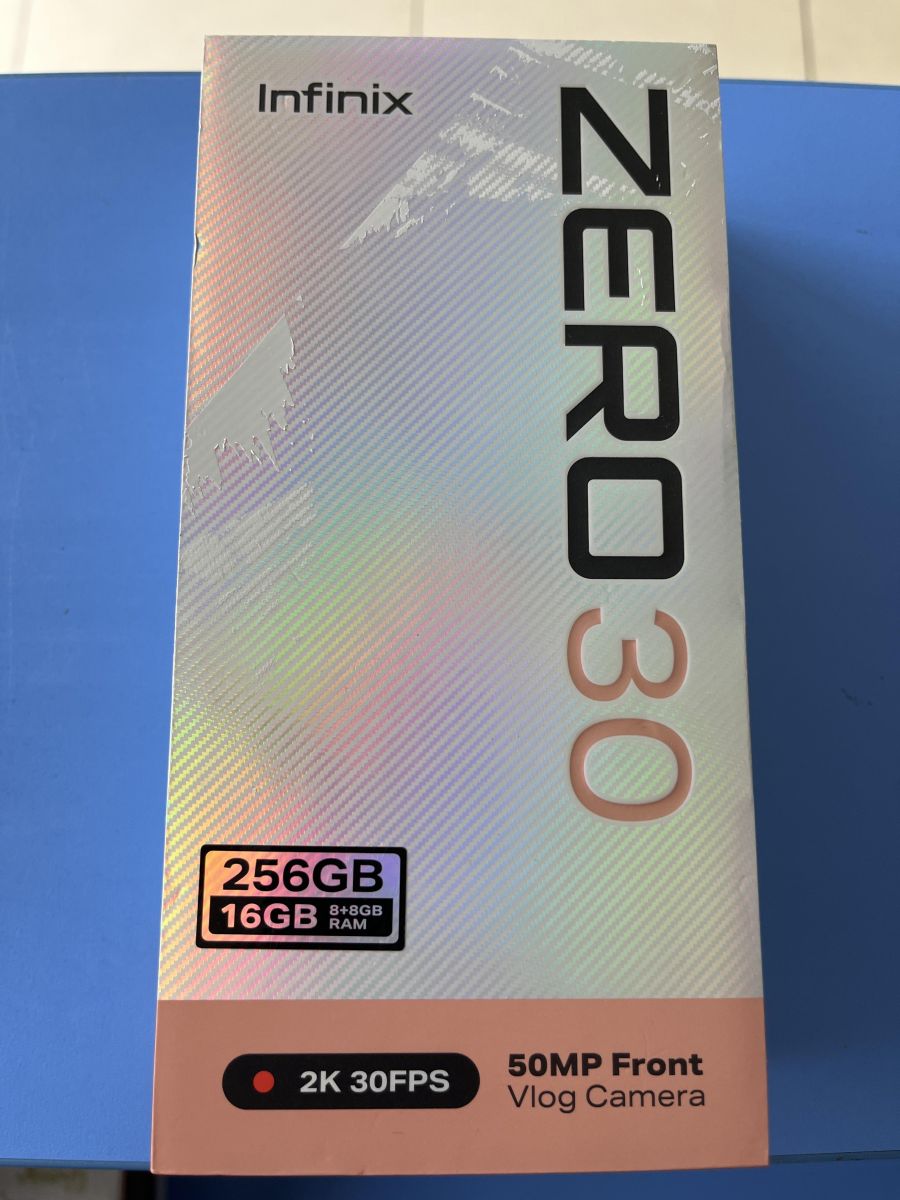 Infinix
ZERO 30
256GB
16GB 8+8GB RAM
2K 30FPS
50MP Front
Vlog Camera